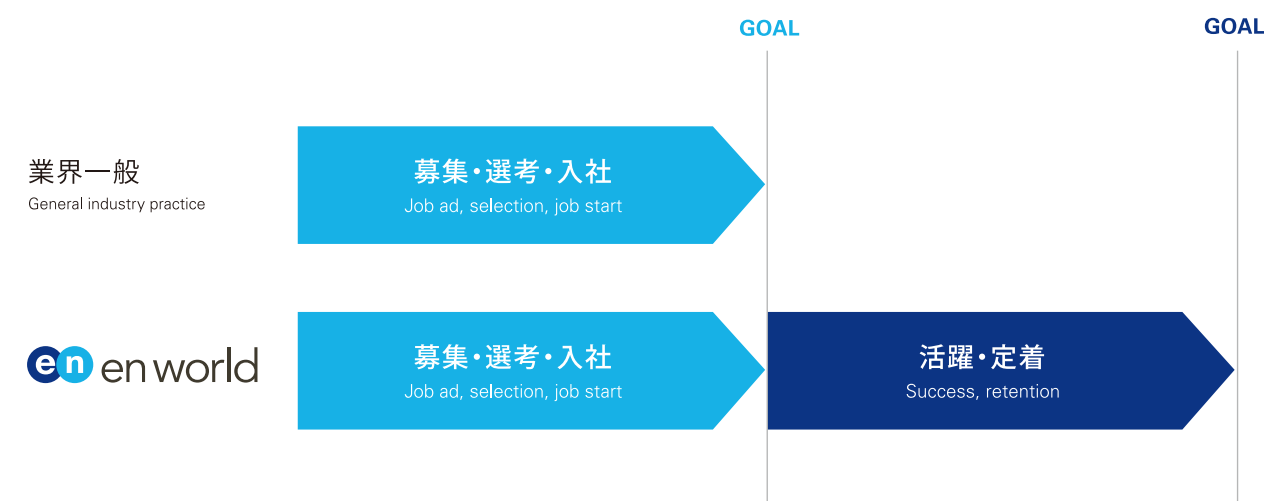 GOAL
GOAL
業界一般
General industry practice
募集・選考・入社
Job ad, selection, job start
en en world
募集・選考・入社
Job ad, selection, job start
活躍・定着
Success, retention